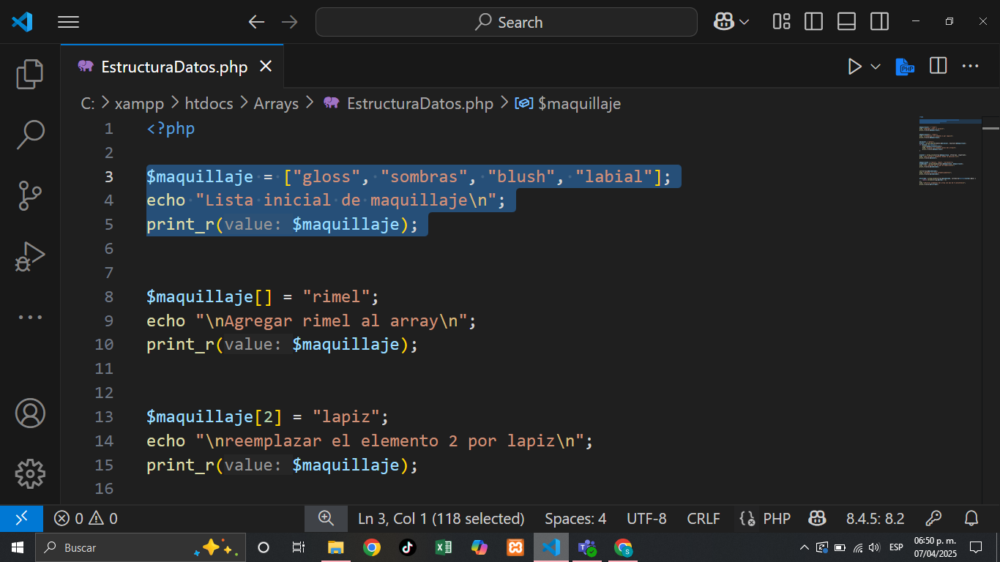 Search
EstructuraDatos.php
C: > xampp > htdocs > Arrays > EstructuraDatos.php > $maquillaje
1 <?php
2
3 $maquillaje = ["gloss", "sombras", "blush", "labial"];
4 echo "Lista inicial de maquillaje\n";
5 print_r(value: $maquillaje);
6
7
8 $maquillaje[] = "rimel";
9 echo "\nAgregar rimel al array\n";
10 print_r(value: $maquillaje);
11
12
13 $maquillaje[2] = "lapiz";
14 echo "\nreemplazar el elemento 2 por lapiz\n";
15 print_r(value: $maquillaje);
16
0 0 Ln 3, Col 1 (118 selected) Spaces: 4 UTF-8 CRLF PHP 8.4.5: 8.2
Buscar ESP 06:50 p. m.
07/04/2025